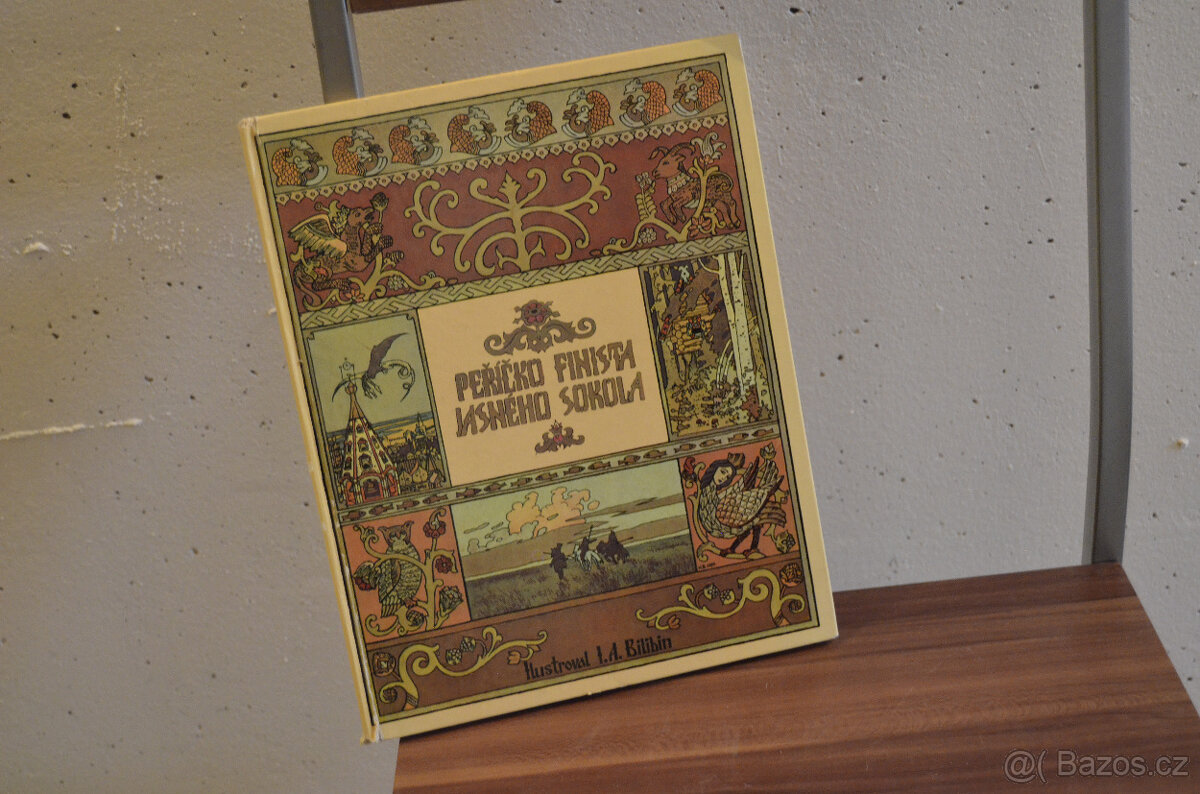 PEŘÍČKO FINISTA
JASNÉHO SOKOLA
Ilustroval I. A. Bilibin
@( Bazos.cz